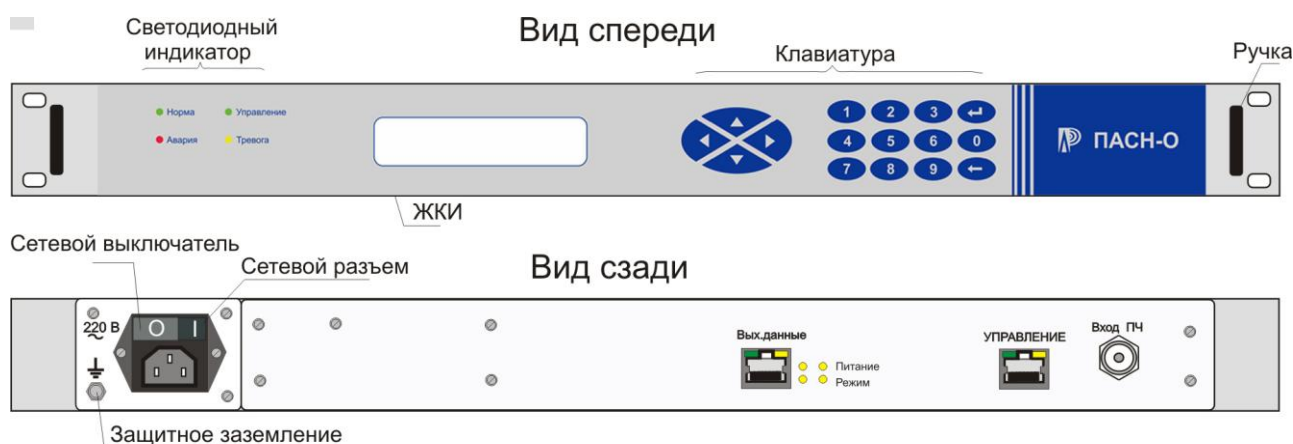 Вид спереди
Светодиодный
индикатор
Клавиатура
Ручка
Норма
Управление
Авария
Тревога
1 2 3
4 5 6 0
7 8 9
ПАСН-О
ЖКИ
Сетевой выключатель
Сетевой разъем
Вид сзади
220 В
O I
Вых.данные
Питание
Режим
УПРАВЛЕНИЕ
Вход ПЧ
Защитное заземление